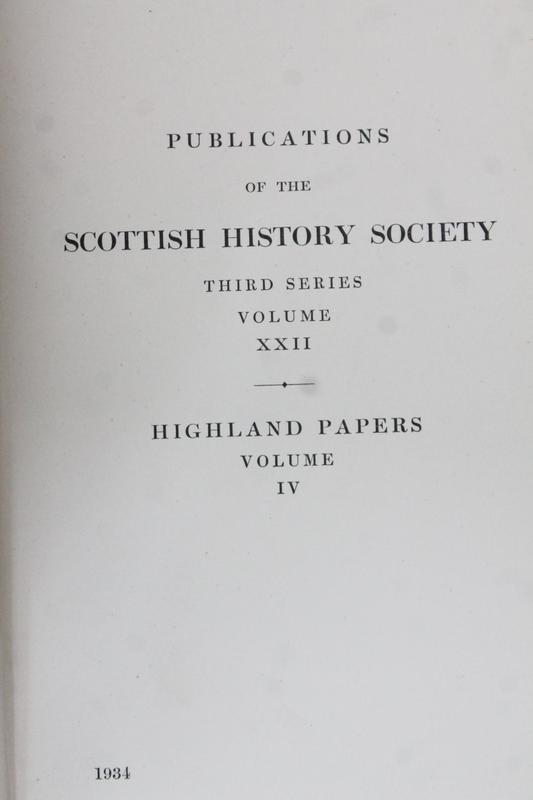 PUBLICATIONS
OF THE
SCOTTISH HISTORY SOCIETY
THIRD SERIES
VOLUME
XXII
HIGHLAND PAPERS
VOLUME
IV
1934